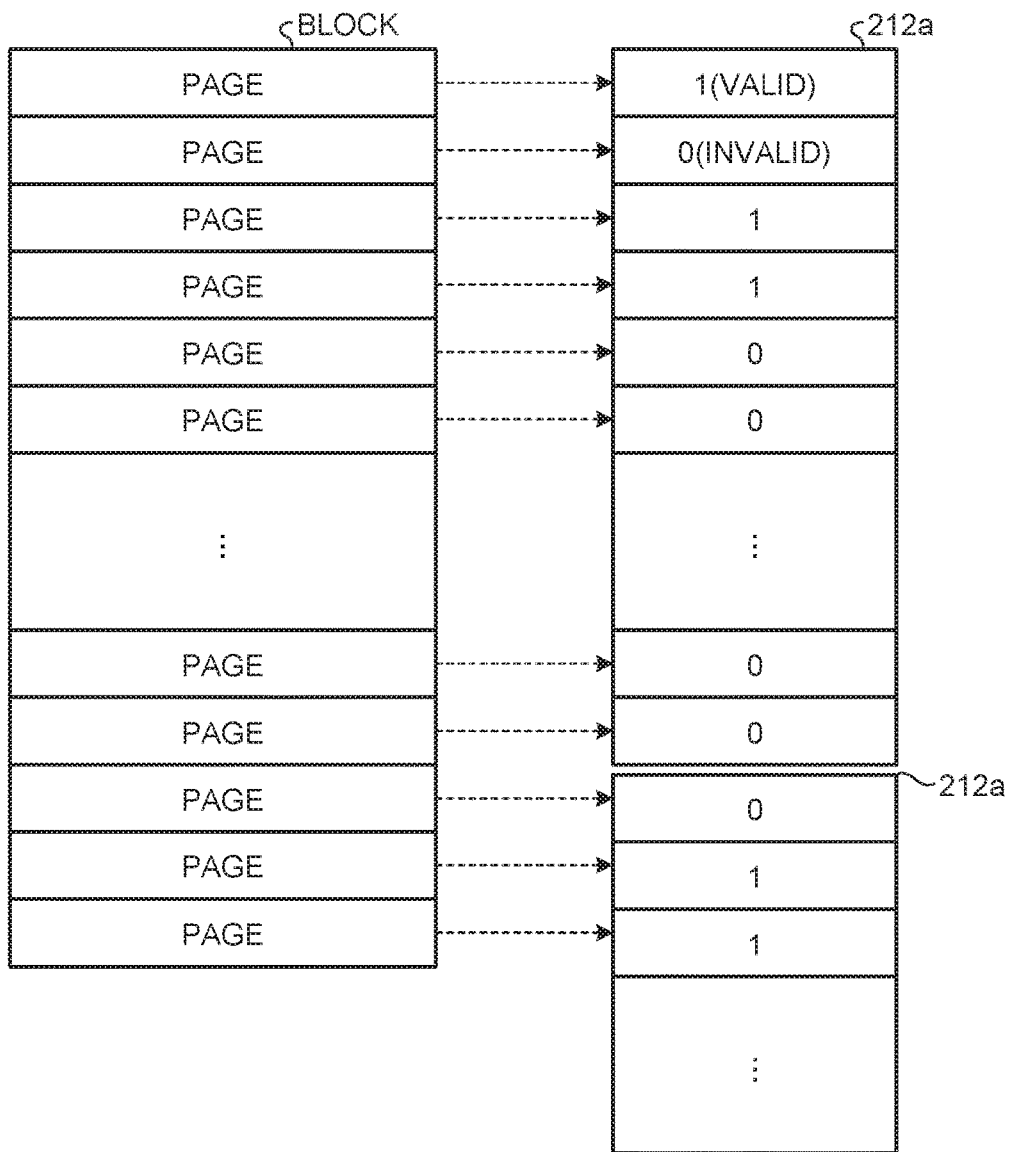 BLOCK 212a
PAGE 1(VALID)
PAGE 0(INVALID)
PAGE 1
PAGE 1
PAGE 0
PAGE 0
⋮ ⋮
PAGE 0
PAGE 0
212a
PAGE 0
PAGE 1
PAGE 1
⋮